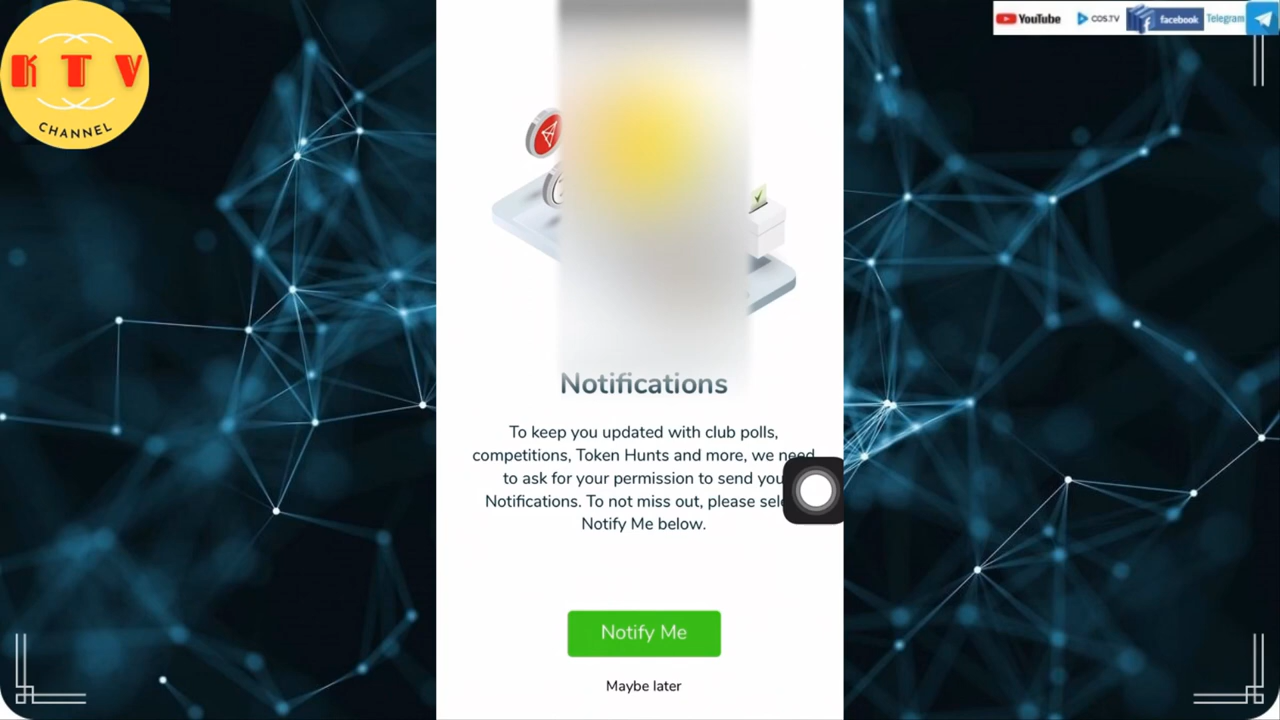 K T V
CHANNEL
YouTube
COS.TV
facebook
Telegram
Notifications
To keep you updated with club polls,
competitions, Token Hunts and more, we need
to ask for your permission to send you
Notifications. To not miss out, please
Notify Me below.
Notify Me
Maybe later